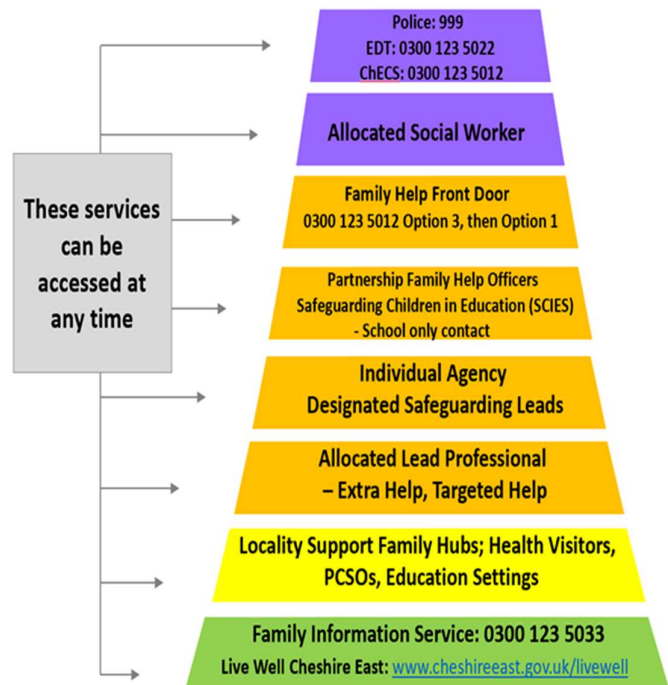 Police: 999
EDT: 0300 123 5022
ChECS: 0300 123 5012
Allocated Social Worker
These services
can be
accessed at
any time
Family Help Front Door
0300 123 5012 Option 3, then Option 1
Partnership Family Help Officers
Safeguarding Children in Education (SCIES)
- School only contact
Individual Agency
Designated Safeguarding Leads
Allocated Lead Professional
– Extra Help, Targeted Help
Locality Support Family Hubs; Health Visitors,
PCSOs, Education Settings
Family Information Service: 0300 123 5033
Live Well Cheshire East: www.cheshireeast.gov.uk/livewell